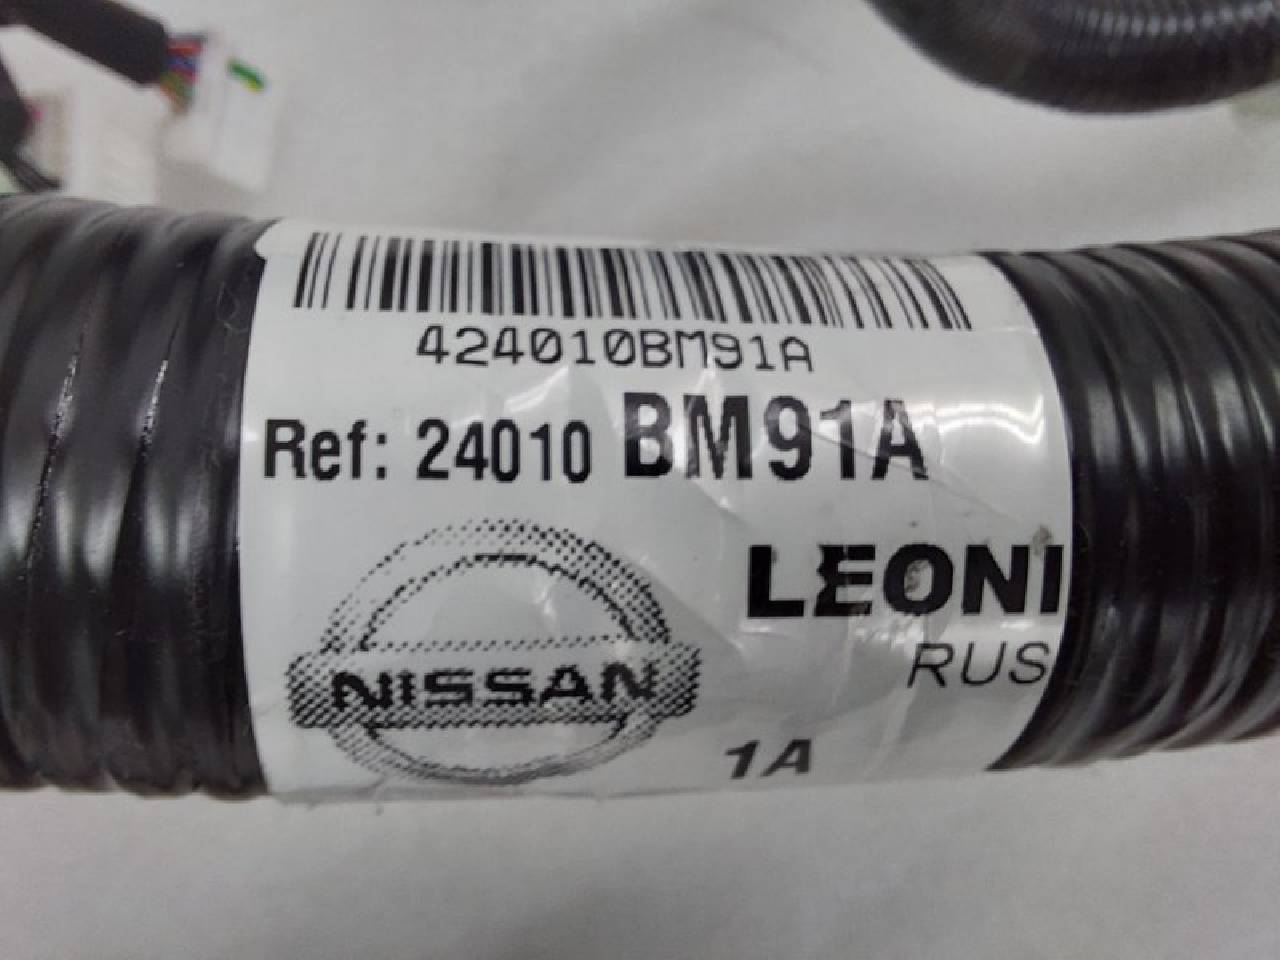 424010BM91A
Ref: 24010 BM91A
LEONI
RUS
NISSAN
1A